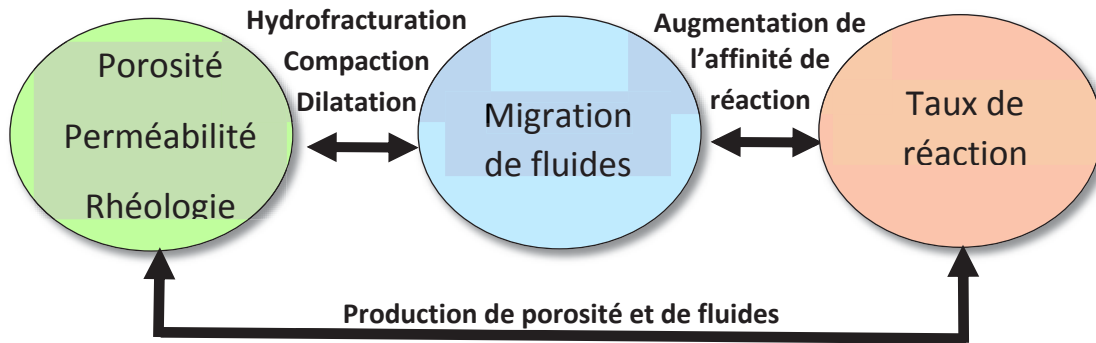 Porosité
Perméabilité
Rhéologie
Hydrofracturation
Compaction
Dilatation
Migration
de fluides
Augmentation de
l’affinité de
réaction
Taux de
réaction
Production de porosité et de fluides